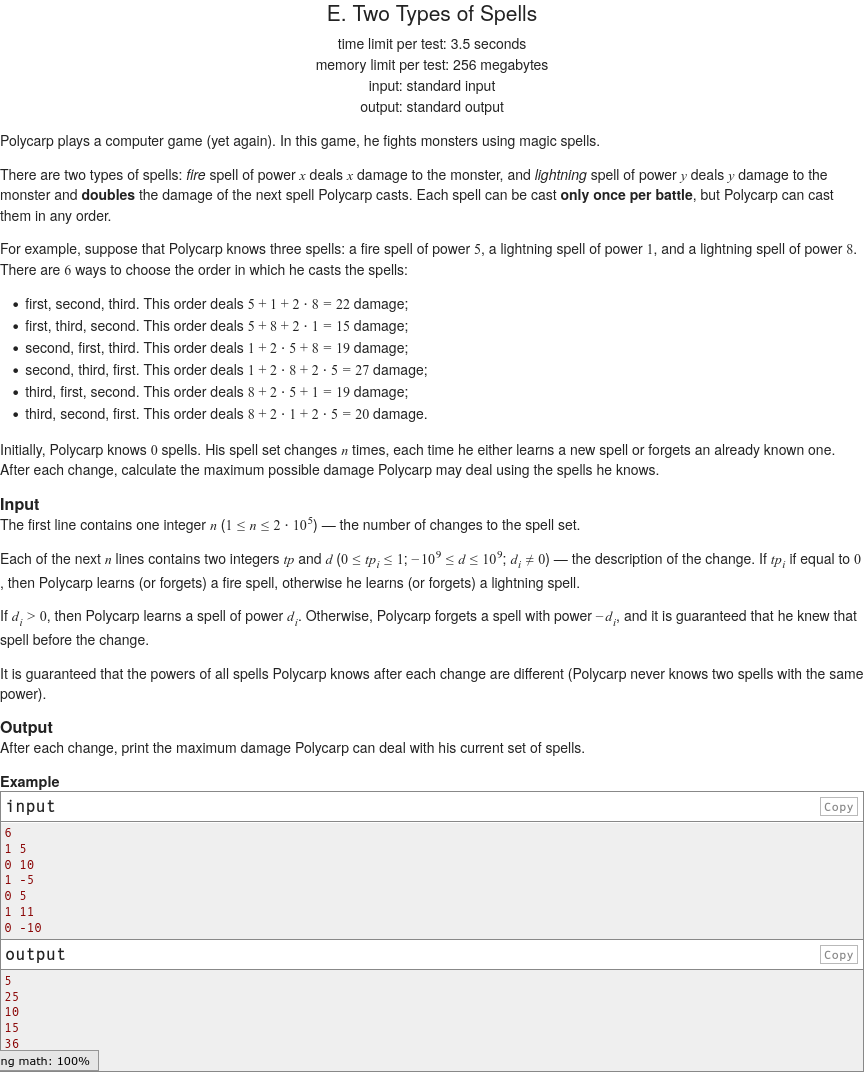 E. Two Types of Spells
time limit per test: 3.5 seconds
memory limit per test: 256 megabytes
input: standard input
output: standard output
Polycarp plays a computer game (yet again). In this game, he fights monsters using magic spells.
There are two types of spells: fire spell of power x deals x damage to the monster, and lightning spell of power y deals y damage to the
monster and doubles the damage of the next spell Polycarp casts. Each spell can be cast only once per battle, but Polycarp can cast
them in any order.
For example, suppose that Polycarp knows three spells: a fire spell of power 5, a lightning spell of power 1, and a lightning spell of power 8.
There are 6 ways to choose the order in which he casts the spells:
• first, second, third. This order deals 5 + 1 + 2 · 8 = 22 damage;
• first, third, second. This order deals 5 + 8 + 2 · 1 = 15 damage;
• second, first, third. This order deals 1 + 2 · 5 + 8 = 19 damage;
• second, third, first. This order deals 1 + 2 · 8 + 2 · 5 = 27 damage;
• third, first, second. This order deals 8 + 2 · 5 + 1 = 19 damage;
• third, second, first. This order deals 8 + 2 · 1 + 2 · 5 = 20 damage.
Initially, Polycarp knows 0 spells. His spell set changes n times, each time he either learns a new spell or forgets an already known one.
After each change, calculate the maximum possible damage Polycarp may deal using the spells he knows.
Input
The first line contains one integer n (1 ≤ n ≤ 2 · 10^5) — the number of changes to the spell set.
Each of the next n lines contains two integers tp and d (0 ≤ tp_i ≤ 1; −10^9 ≤ d ≤ 10^9; d_i ≠ 0) — the description of the change. If tp_i if equal to 0
, then Polycarp learns (or forgets) a fire spell, otherwise he learns (or forgets) a lightning spell.
If d_i > 0, then Polycarp learns a spell of power d_i. Otherwise, Polycarp forgets a spell with power −d_i, and it is guaranteed that he knew that
spell before the change.
It is guaranteed that the powers of all spells Polycarp knows after each change are different (Polycarp never knows two spells with the same
power).
Output
After each change, print the maximum damage Polycarp can deal with his current set of spells.
Example
input Copy
6
1 5
0 10
1 -5
0 5
1 11
0 -10
output Copy
5
25
10
15
36
ng math: 100%